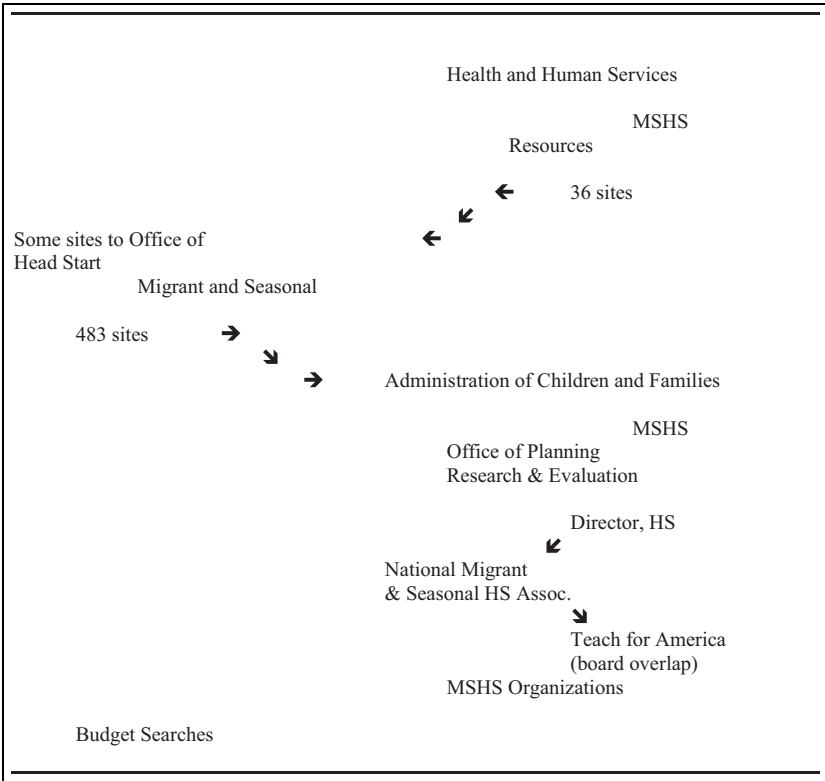 Health and Human Services
MSHS
Resources
← 36 sites
↙
Some sites to Office of ←
Head Start
Migrant and Seasonal
483 sites →
↘
→ Administration of Children and Families
MSHS
Office of Planning
Research & Evaluation
Director, HS
↙
National Migrant
& Seasonal HS Assoc.
↘
Teach for America
(board overlap)
MSHS Organizations
Budget Searches